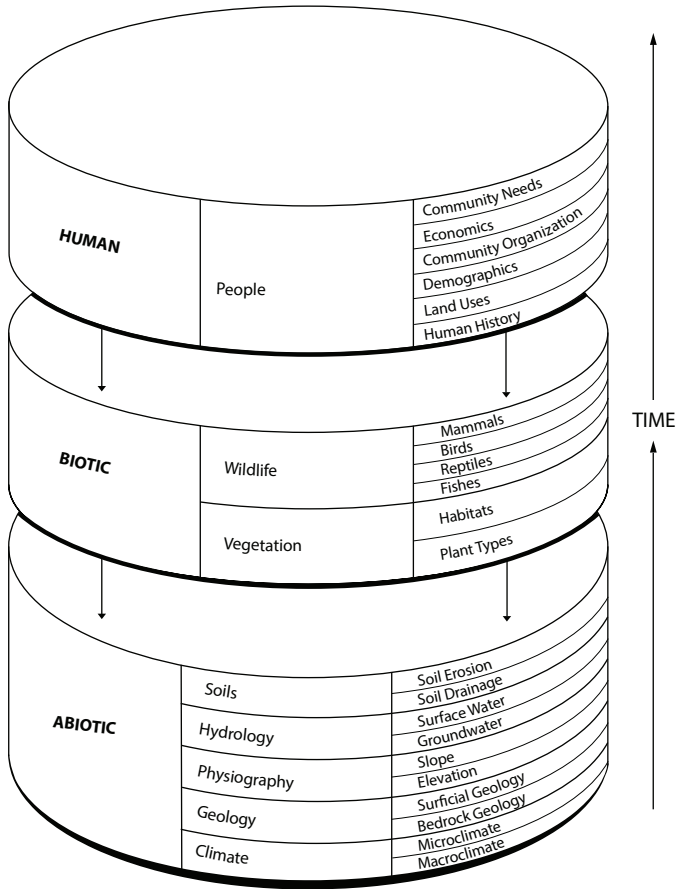 HUMAN
People
Community Needs
Economics
Community Organization
Demographics
Land Uses
Human History
TIME
BIOTIC
Wildlife
Mammals
Birds
Reptiles
Fishes
Vegetation
Habitats
Plant Types
ABIOTIC
Soils
Soil Erosion
Soil Drainage
Hydrology
Surface Water
Groundwater
Physiography
Slope
Elevation
Geology
Surficial Geology
Bedrock Geology
Climate
Microclimate
Macroclimate